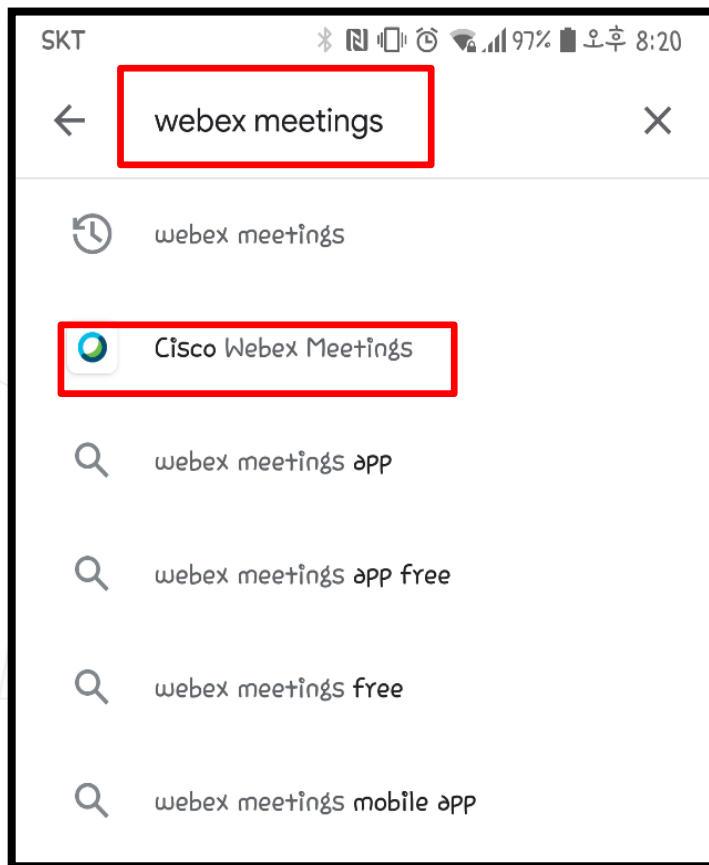 SKT 97% 오후 8:20
webex meetings
webex meetings
Cisco Webex Meetings
webex meetings app
webex meetings app free
webex meetings free
webex meetings mobile app